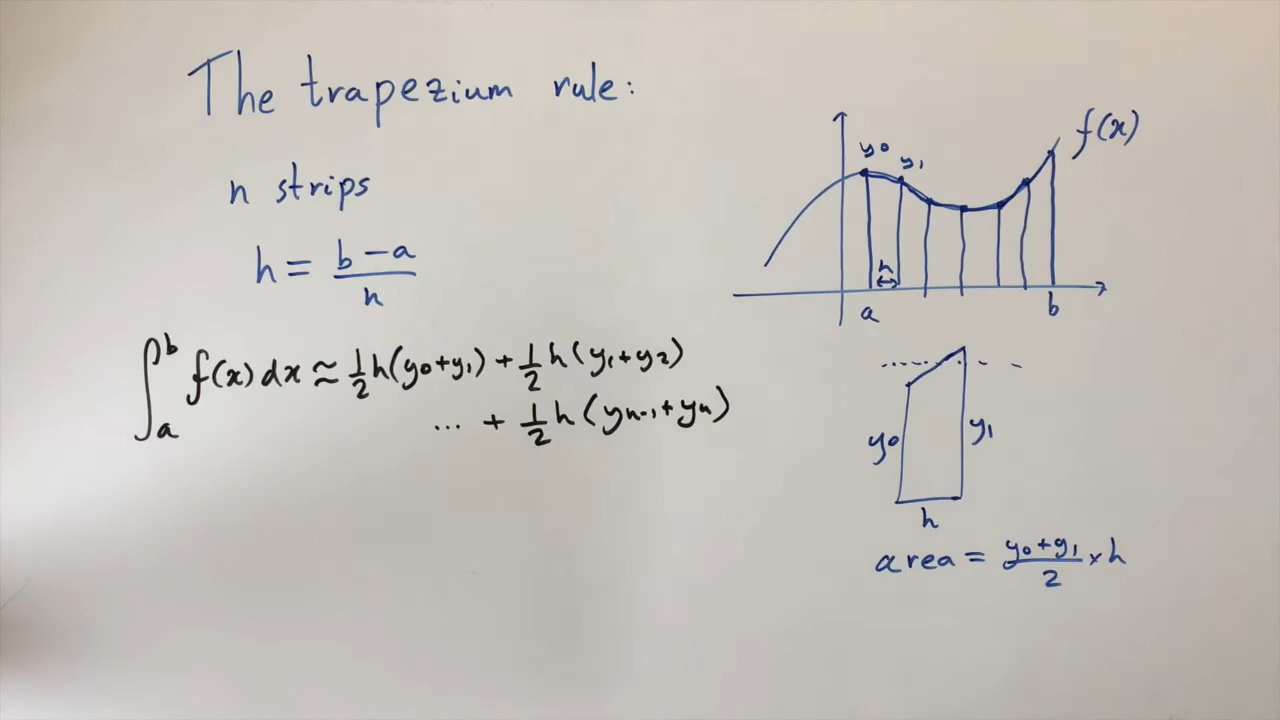 The trapezium rule:
n strips
h = b - a / n
∫ₐᵇ f(x) dx ≈ ½h(y₀+y₁) + ½h(y₁+y₂)
... + ½h(yₙ₋₁+yₙ)
f(x)
y₀ y₁
h
a b
y₀ y₁
h
area = y₀+y₁ / 2 × h